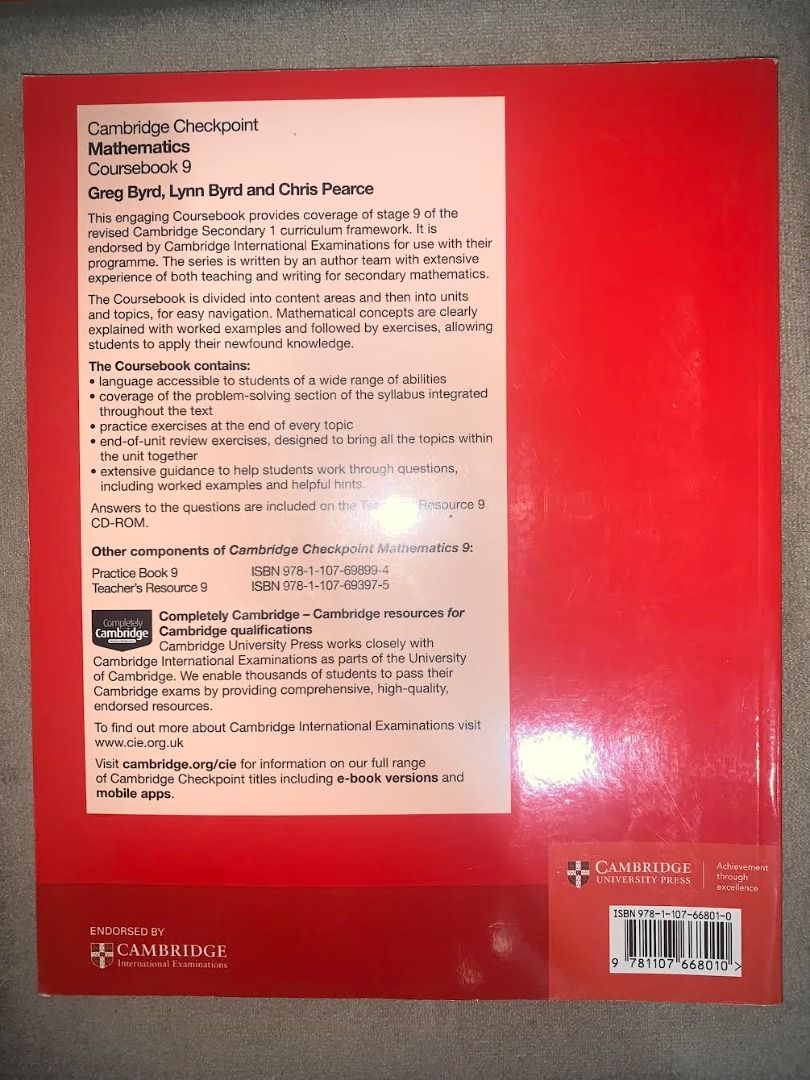 Cambridge Checkpoint
Mathematics
Coursebook 9
Greg Byrd, Lynn Byrd and Chris Pearce
This engaging Coursebook provides coverage of stage 9 of the
revised Cambridge Secondary 1 curriculum framework. It is
endorsed by Cambridge International Examinations for use with their
programme. The series is written by an author team with extensive
experience of both teaching and writing for secondary mathematics.
The Coursebook is divided into content areas and then into units
and topics, for easy navigation. Mathematical concepts are clearly
explained with worked examples and followed by exercises, allowing
students to apply their newfound knowledge.
The Coursebook contains:
• language accessible to students of a wide range of abilities
• coverage of the problem-solving section of the syllabus integrated
throughout the text
• practice exercises at the end of every topic
• end-of-unit review exercises, designed to bring all the topics within
the unit together
• extensive guidance to help students work through questions,
including worked examples and helpful hints.
Answers to the questions are included on the Resource 9
CD-ROM.
Other components of Cambridge Checkpoint Mathematics 9:
Practice Book 9 ISBN 978-1-107-69899-4
Teacher's Resource 9 ISBN 978-1-107-69397-5
Completely
Cambridge
Completely Cambridge – Cambridge resources for
Cambridge qualifications
Cambridge University Press works closely with
Cambridge International Examinations as parts of the University
of Cambridge. We enable thousands of students to pass their
Cambridge exams by providing comprehensive, high-quality,
endorsed resources.
To find out more about Cambridge International Examinations visit
www.cie.org.uk
Visit cambridge.org/cie for information on our full range
of Cambridge Checkpoint titles including e-book versions and
mobile apps.
ENDORSED BY
CAMBRIDGE
International Examinations
CAMBRIDGE
UNIVERSITY PRESS
Achievement
through
excellence
ISBN 978-1-107-66801-0
9 781107 668010 >